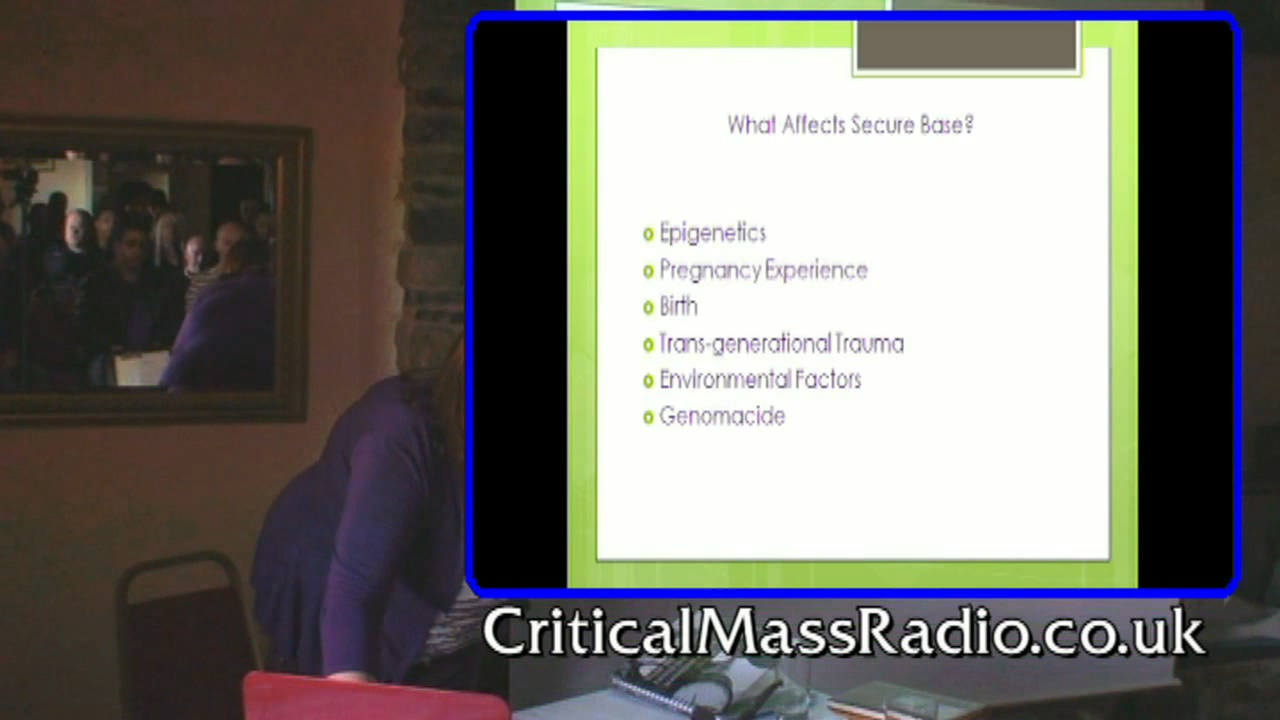 What Affects Secure Base?
o Epigenetics
o Pregnancy Experience
o Birth
o Trans-generational Trauma
o Environmental Factors
o Genomacide
CriticalMassRadio.co.uk